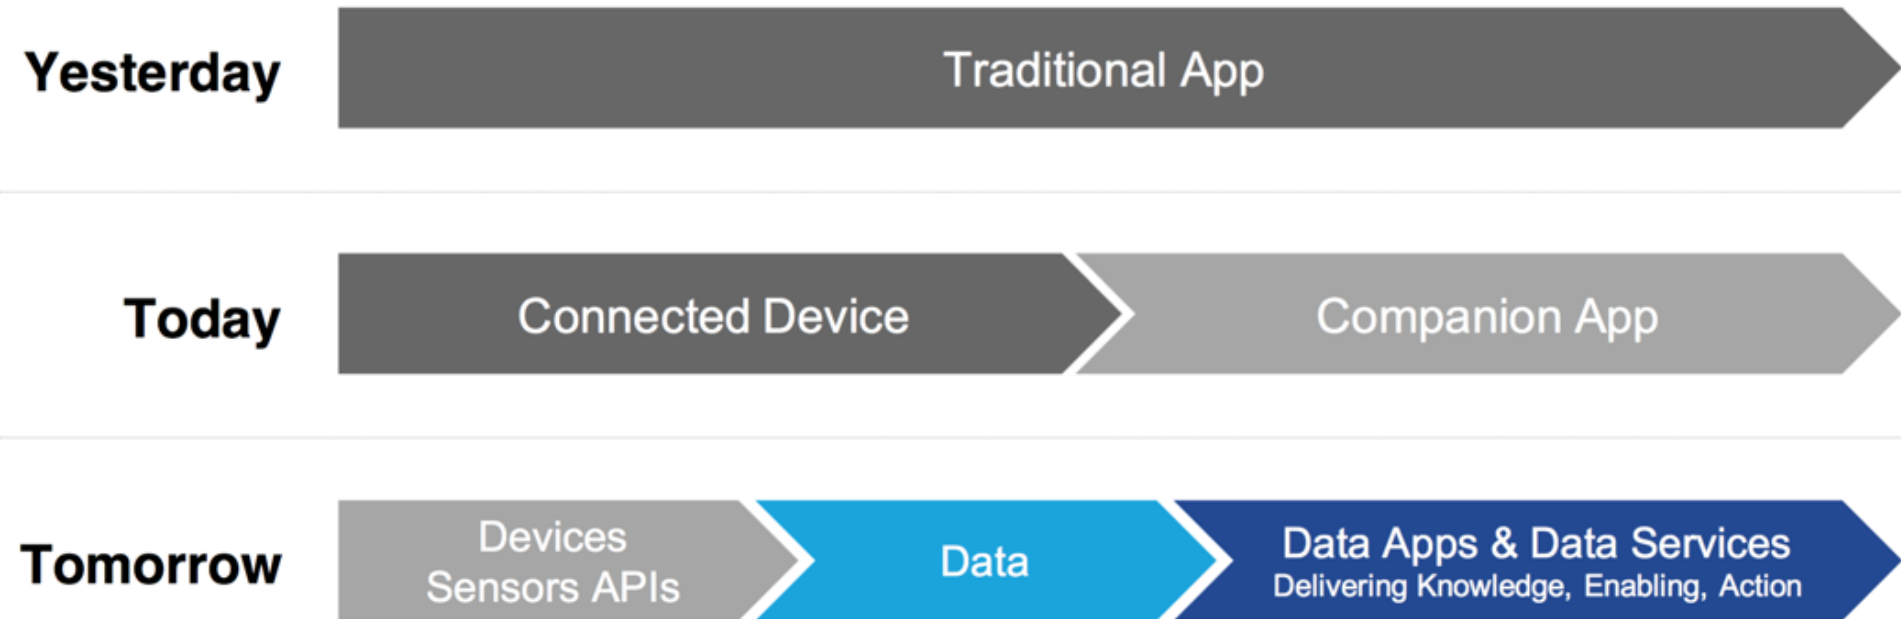 Yesterday
Traditional App
Today
Connected Device
Companion App
Tomorrow
Devices
Sensors APIs
Data
Data Apps & Data Services
Delivering Knowledge, Enabling, Action